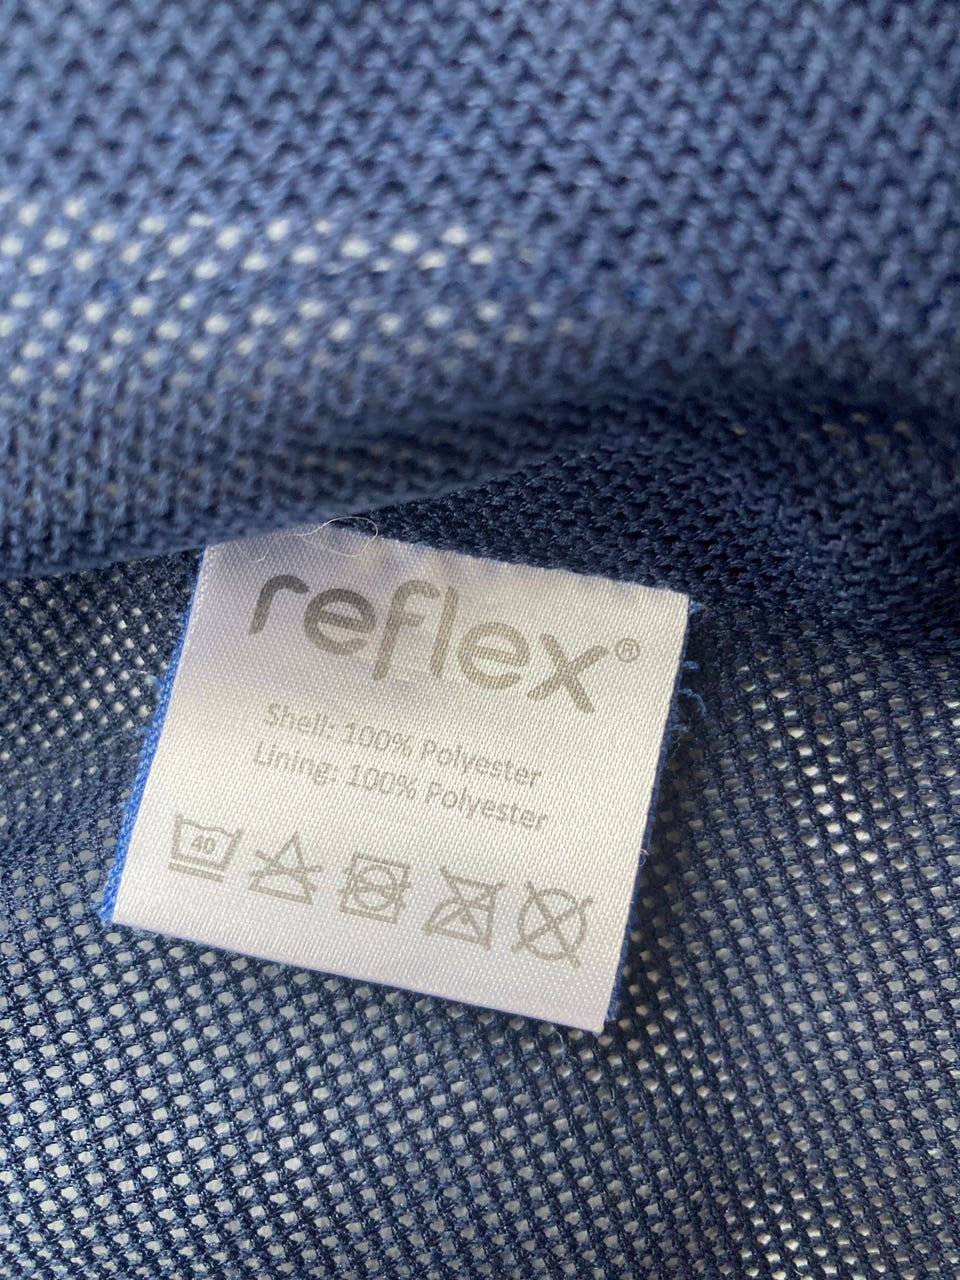 reflex®
Shell: 100% Polyester
Lining: 100% Polyester
40